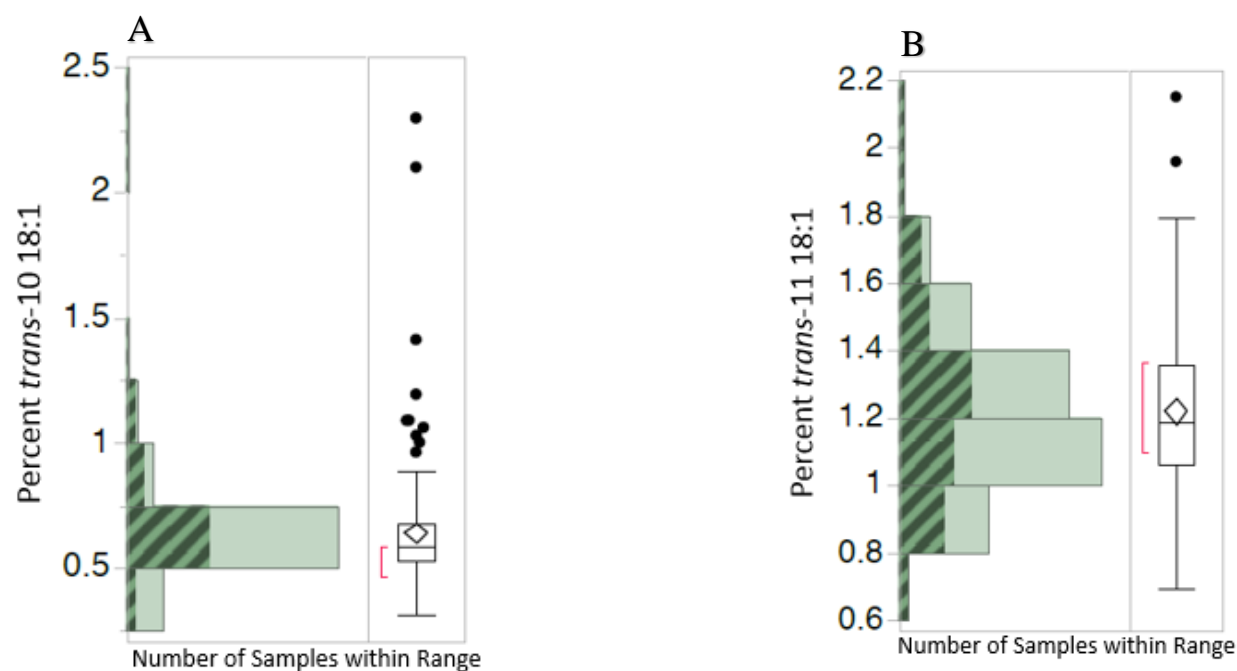 A
2.5
2
1.5
1
0.5
Percent trans-10 18:1
Number of Samples within Range
B
2.2
2
1.8
1.6
1.4
1.2
1
0.8
0.6
Percent trans-11 18:1
Number of Samples within Range